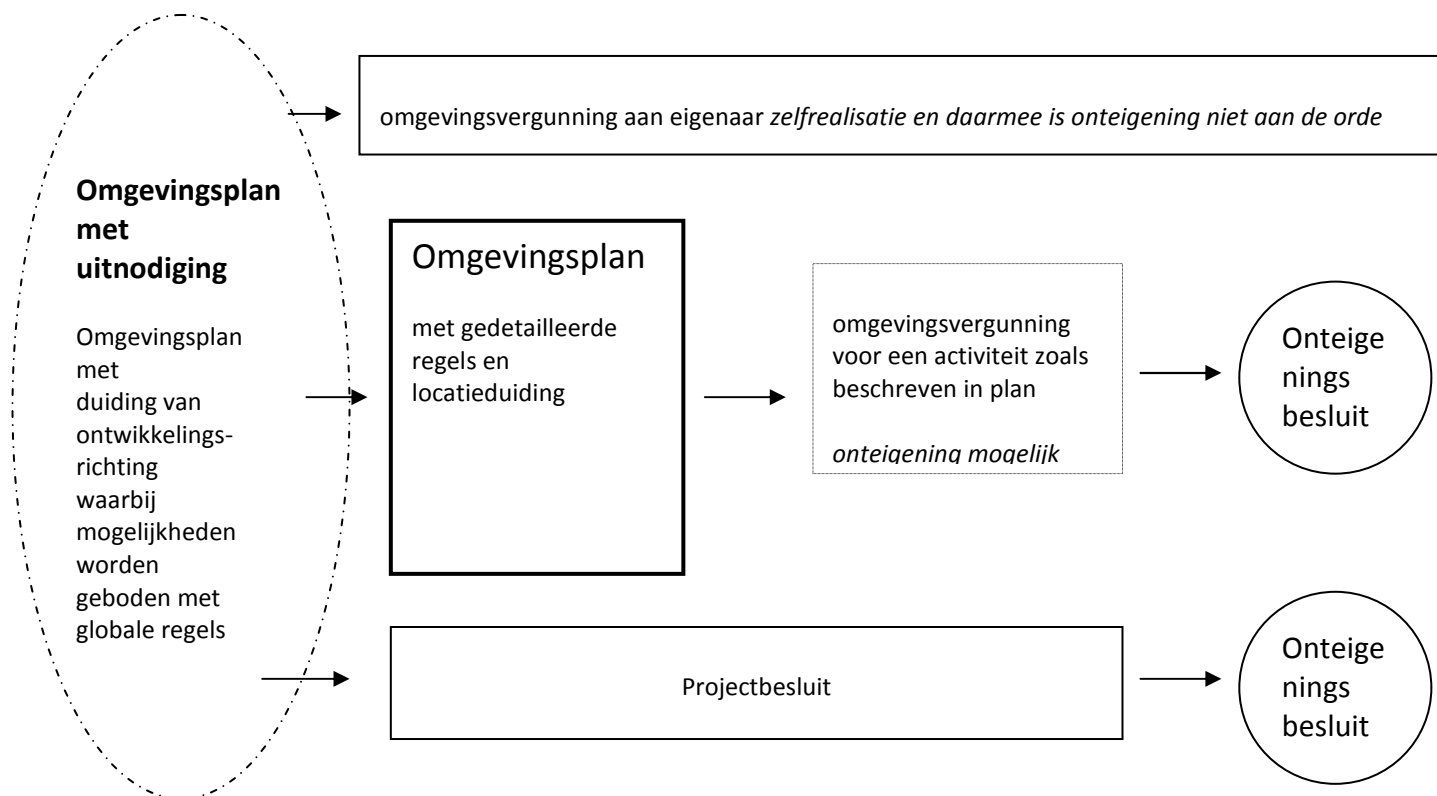 omgevingsvergunning aan eigenaar zelfrealisatie en daarmee is onteigening niet aan de orde
Omgevingsplan
met
uitnodiging
Omgevingsplan
met
duiding van
ontwikkelings-
richting
waarbij
mogelijkheden
worden
geboden met
globale regels
Omgevingsplan
met gedetailleerde
regels en
locatieduiding
omgevingsvergunning
voor een activiteit zoals
beschreven in plan
onteigening mogelijk
Onteige
nings
besluit
Projectbesluit
Onteige
nings
besluit